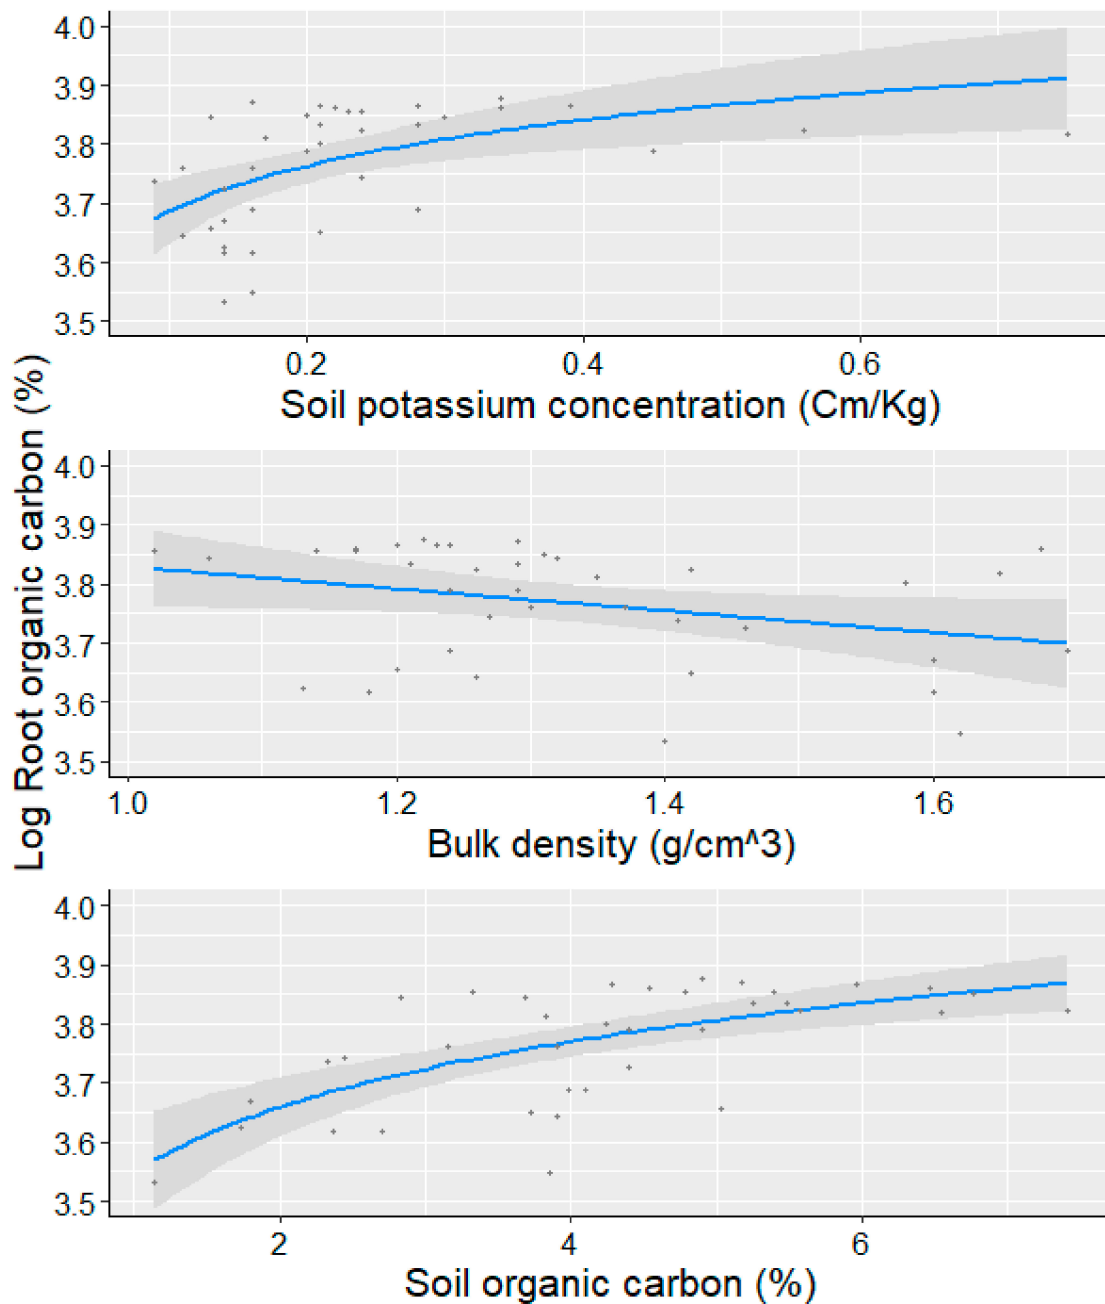 4.0
3.9
3.8
3.7
3.6
3.5
0.2 0.4 0.6
Soil potassium concentration (Cm/Kg)
Log Root organic carbon (%)
4.0
3.9
3.8
3.7
3.6
3.5
1.0 1.2 1.4 1.6
Bulk density (g/cm^3)
4.0
3.9
3.8
3.7
3.6
3.5
2 4 6
Soil organic carbon (%)